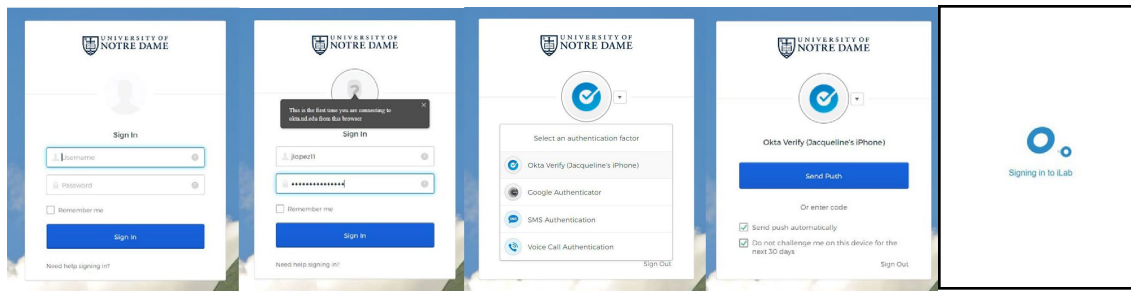 UNIVERSITY OF
NOTRE DAME
Sign In
Username
Password
Remember me
Sign In
Need help signing in?
UNIVERSITY OF
NOTRE DAME
?
This is the first time you are connecting to
okta.nd.edu from this browser
Sign In
jlopez11
Remember me
Sign In
Need help signing in?
UNIVERSITY OF
NOTRE DAME
Select an authentication factor
Okta Verify (Jacqueline's iPhone)
Google Authenticator
SMS Authentication
Voice Call Authentication
Sign Out
UNIVERSITY OF
NOTRE DAME
Okta Verify (Jacqueline's iPhone)
Send Push
Or enter code
Send push automatically
Do not challenge me on this device for the
next 30 days
Sign Out
Signing in to iLab